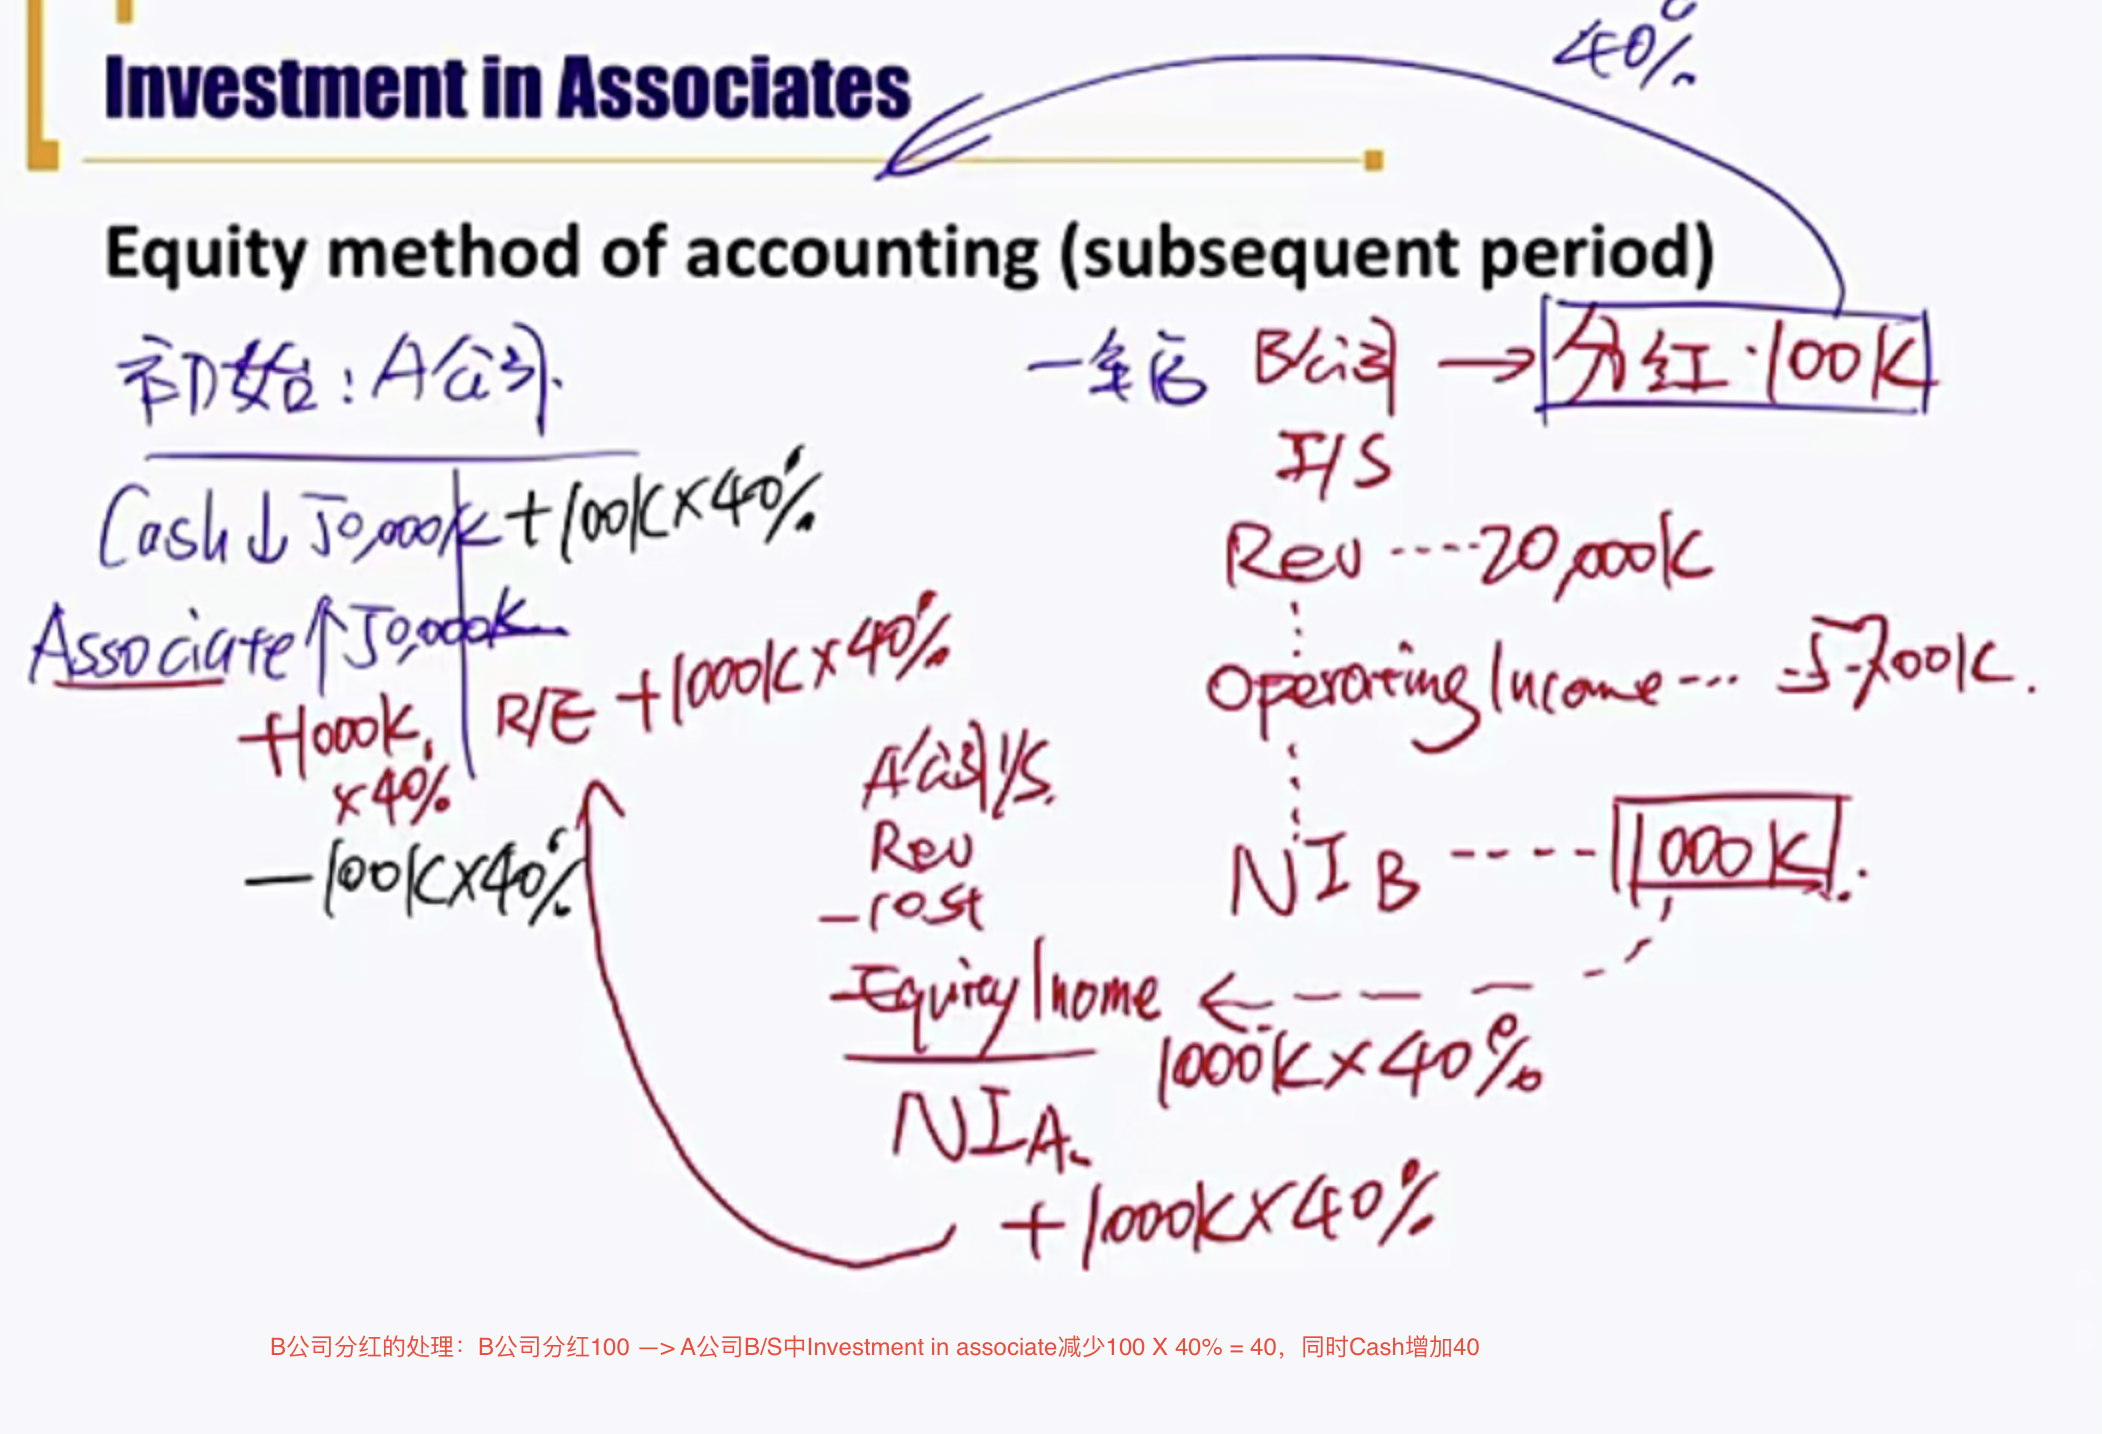 40%
Investment in Associates
Equity method of accounting (subsequent period)
初始:A公司.
Cash↓50,000K +100K×40%
Associate↑50,000K
+1000K,
×40%
R/E +1000K×40%
-100K×40%
一年后 B公司 → 分红·100K
I/S
Rev ----20,000K
Operating Income---
NI B ---- 1000K.
A公司I/S.
Rev
-cost
Equity Inome ←
1000K×40%
NI A.
+1000K×40%
B公司分红的处理：B公司分红100 —> A公司B/S中Investment in associate减少100 X 40% = 40，同时Cash增加40